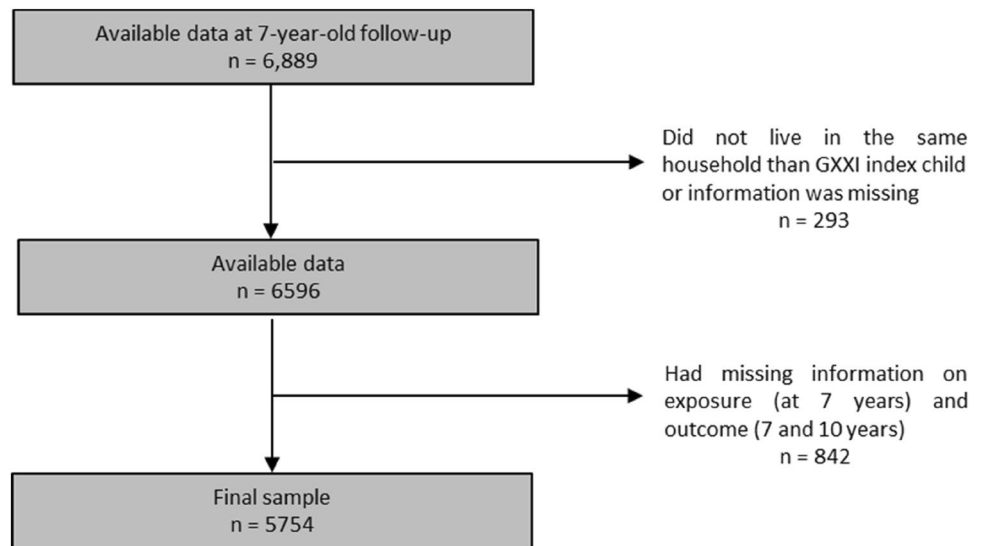 Available data at 7-year-old follow-up
n = 6,889
Did not live in the same
household than GXXI index child
or information was missing
n = 293
Available data
n = 6596
Had missing information on
exposure (at 7 years) and
outcome (7 and 10 years)
n = 842
Final sample
n = 5754